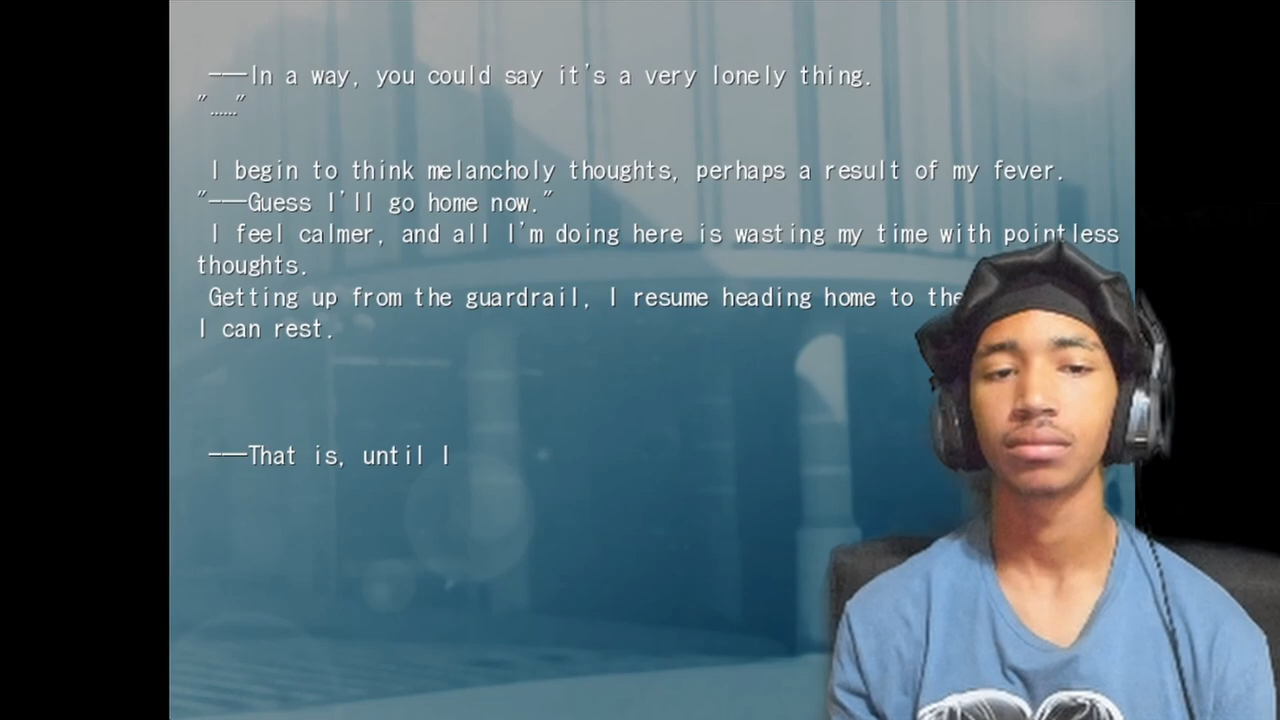 ——In a way, you could say it's a very lonely thing.
"……"
I begin to think melancholy thoughts, perhaps a result of my fever.
"——Guess I'll go home now."
I feel calmer, and all I'm doing here is wasting my time with pointless
thoughts.
Getting up from the guardrail, I resume heading home to the
I can rest.
——That is, until I